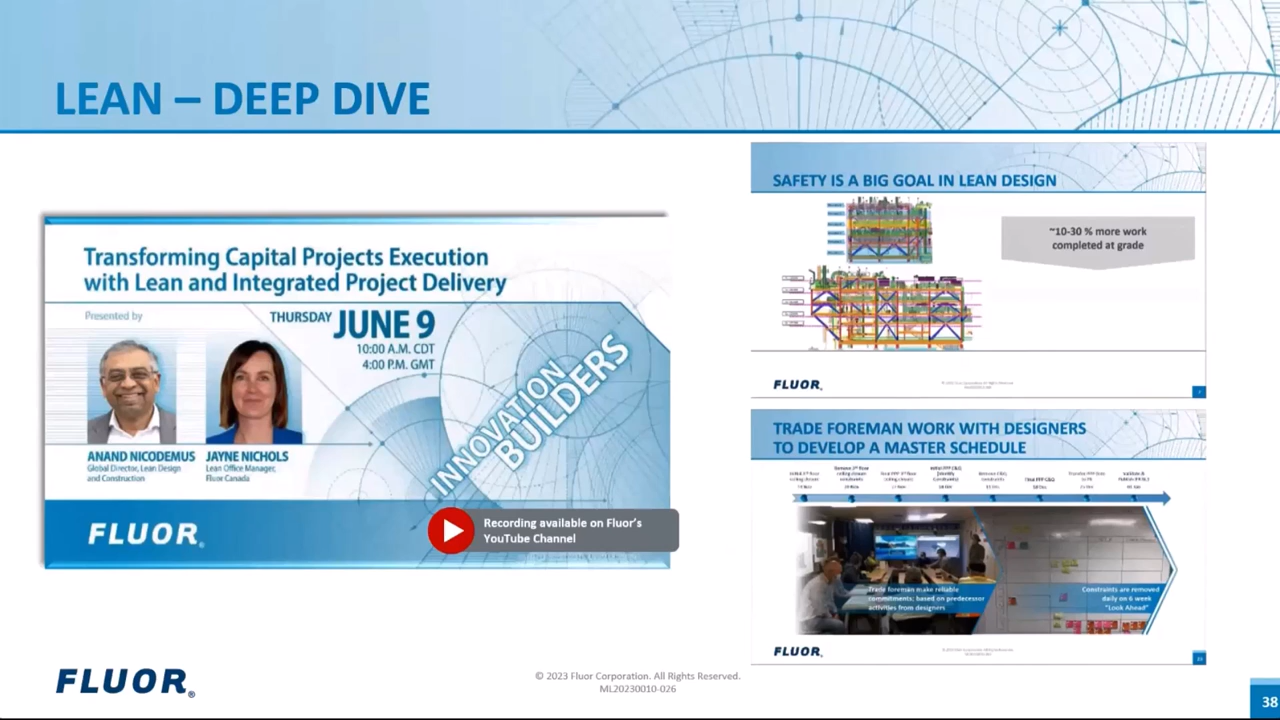 LEAN – DEEP DIVE
Transforming Capital Projects Execution
with Lean and Integrated Project Delivery
Presented by
THURSDAY JUNE 9
10:00 A.M. CDT
4:00 P.M. GMT
INNOVATION
BUILDERS
ANAND NICODEMUS
Global Director, Lean Design
and Construction
JAYNE NICHOLS
Lean Office Manager,
Fluor Canada
FLUOR®
Recording available on Fluor's
YouTube Channel
SAFETY IS A BIG GOAL IN LEAN DESIGN
~10-30 % more work
completed at grade
FLUOR®
TRADE FOREMAN WORK WITH DESIGNERS
TO DEVELOP A MASTER SCHEDULE
Trade foreman make reliable
commitments; based on predecessor
activities from designers
Constraints are removed
daily on 6 week
"Look Ahead"
FLUOR®
FLUOR®
© 2023 Fluor Corporation. All Rights Reserved.
ML20230010-026
38